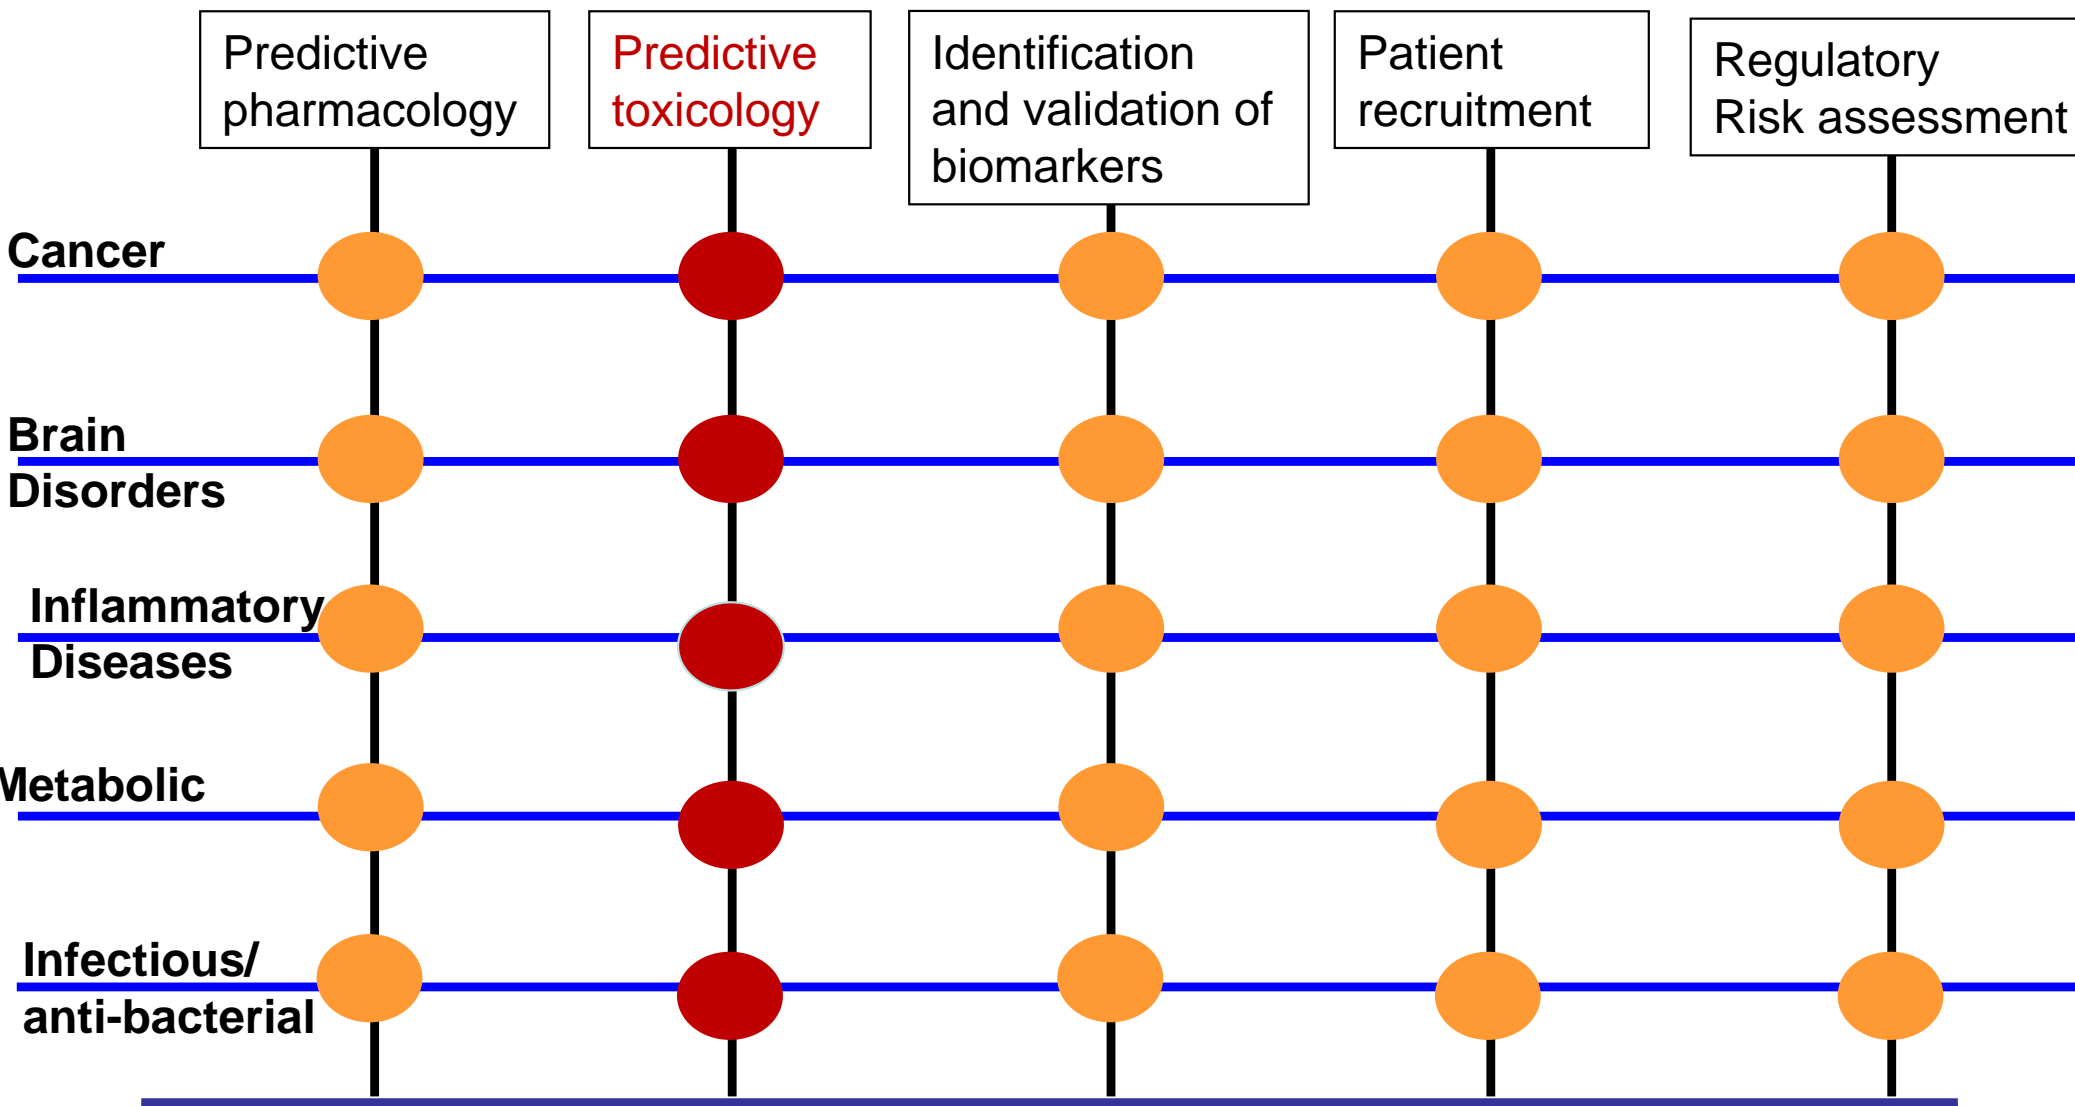 Predictive
pharmacology
Predictive
toxicology
Identification
and validation of
biomarkers
Patient
recruitment
Regulatory
Risk assessment
Cancer
Brain
Disorders
Inflammatory
Diseases
Metabolic
Infectious/
anti-bacterial